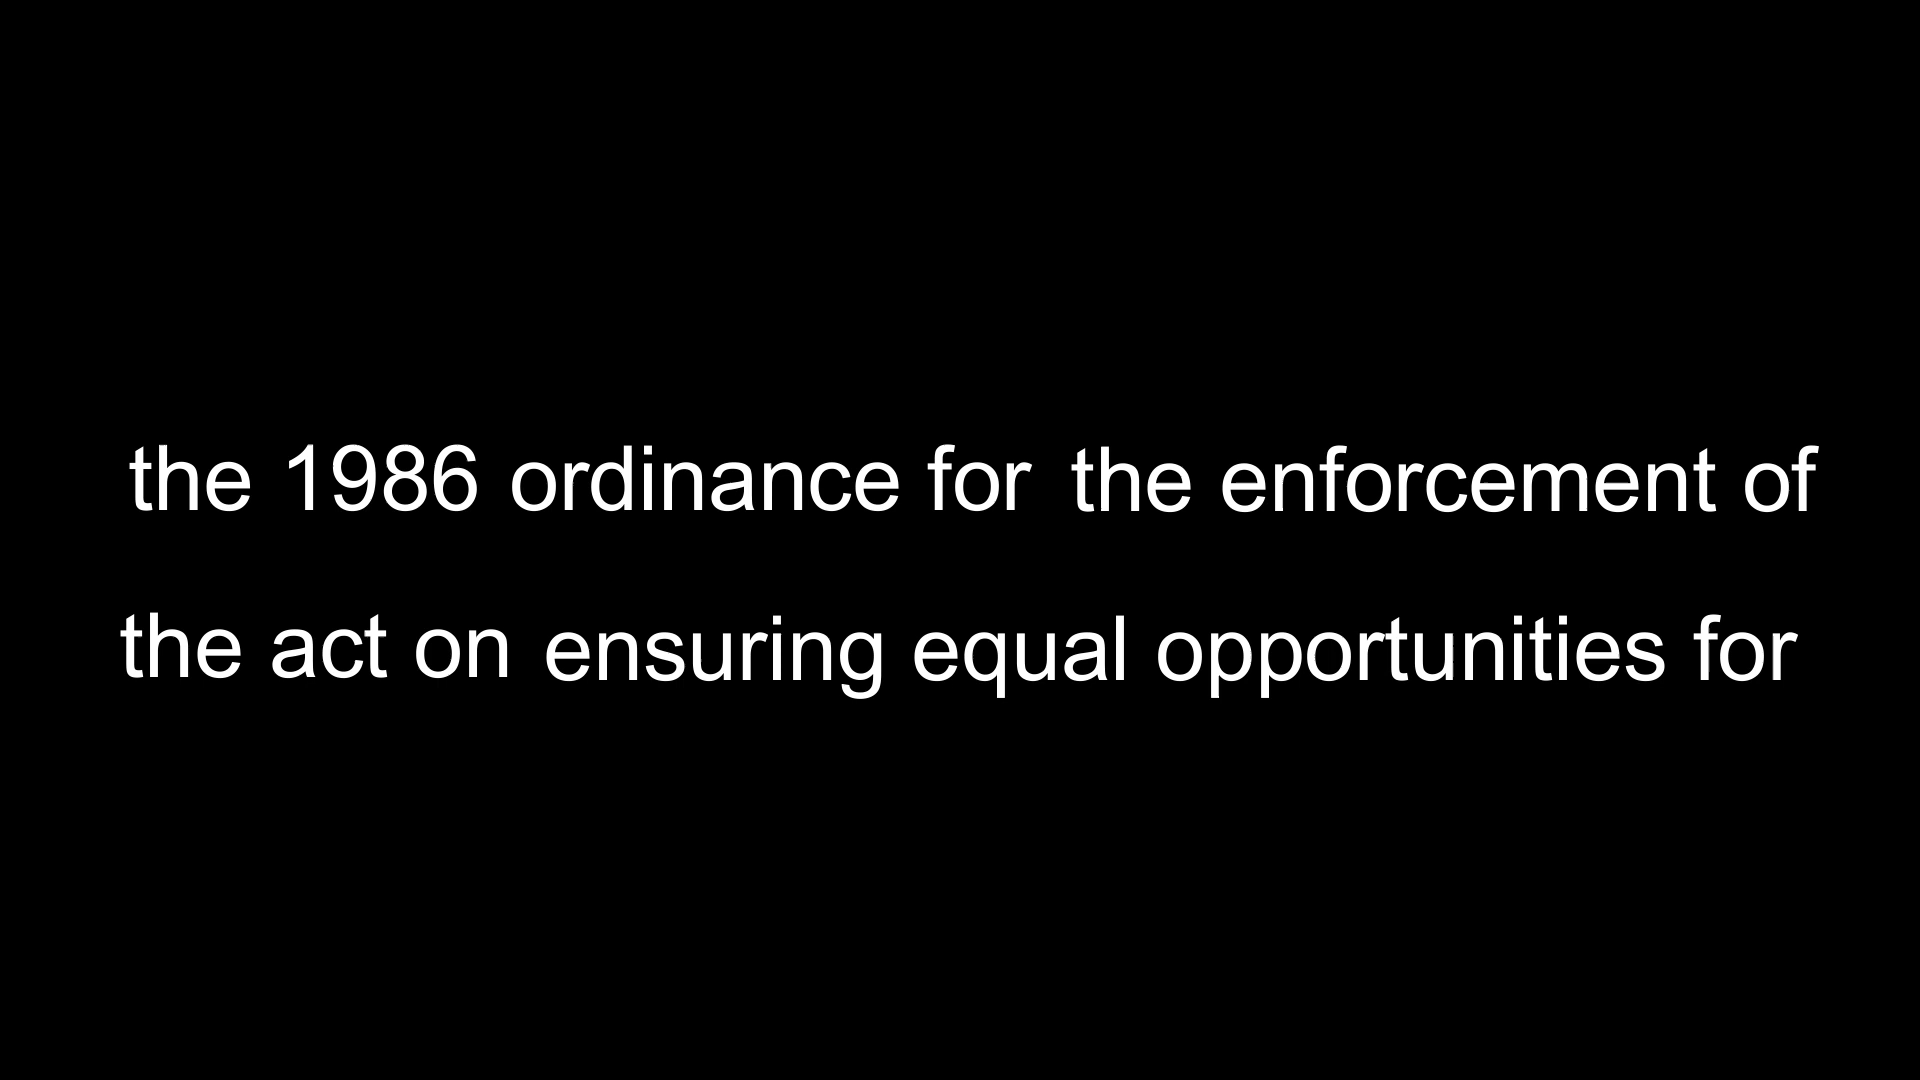 the 1986 ordinance for the enforcement of
the act on ensuring equal opportunities for